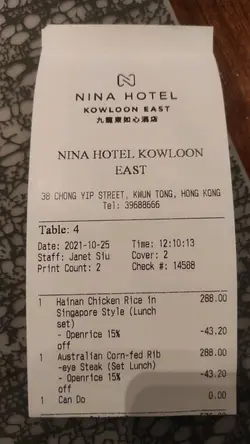 NINA HOTEL
KOWLOON EAST
九龍東如心酒店
NINA HOTEL KOWLOON
EAST
38 CHONG YIP STREET, KWUN TONG, HONG KONG
Tel: 39688666
Table: 4
Date: 2021-10-25 Time: 12:10:13
Staff: Janet Siu Cover: 2
Print Count: 2 Check #: 14588
1 Hainan Chicken Rice in 288.00
Singapore Style (Lunch
set)
- Openrice 15% -43.20
off
1 Australian Corn-fed Rib 288.00
-eye Steak (Set Lunch)
- Openrice 15% -43.20
off
1 Can Do 0.00